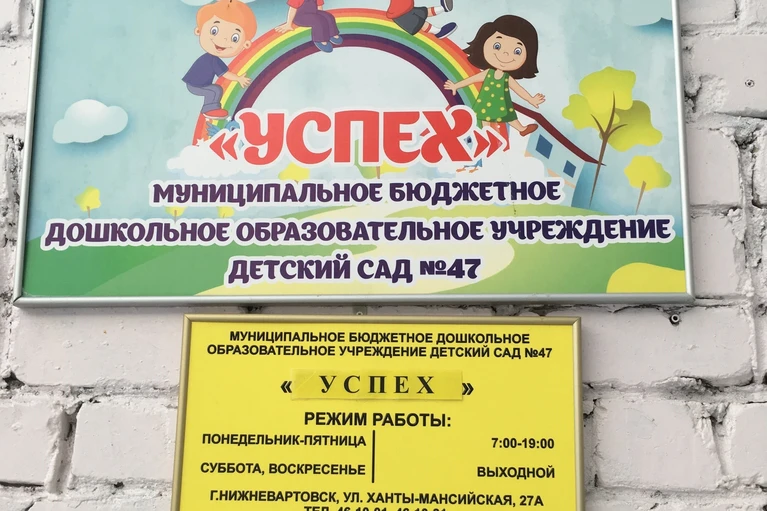 «УСПЕХ»
МУНИЦИПАЛЬНОЕ БЮДЖЕТНОЕ
ДОШКОЛЬНОЕ ОБРАЗОВАТЕЛЬНОЕ УЧРЕЖДЕНИЕ
ДЕТСКИЙ САД №47
МУНИЦИПАЛЬНОЕ БЮДЖЕТНОЕ ДОШКОЛЬНОЕ
ОБРАЗОВАТЕЛЬНОЕ УЧРЕЖДЕНИЕ ДЕТСКИЙ САД №47
« УСПЕХ »
РЕЖИМ РАБОТЫ:
ПОНЕДЕЛЬНИК-ПЯТНИЦА 7:00-19:00
СУББОТА, ВОСКРЕСЕНЬЕ ВЫХОДНОЙ
Г.НИЖНЕВАРТОВСК, УЛ. ХАНТЫ-МАНСИЙСКАЯ, 27А
ТЕЛ.